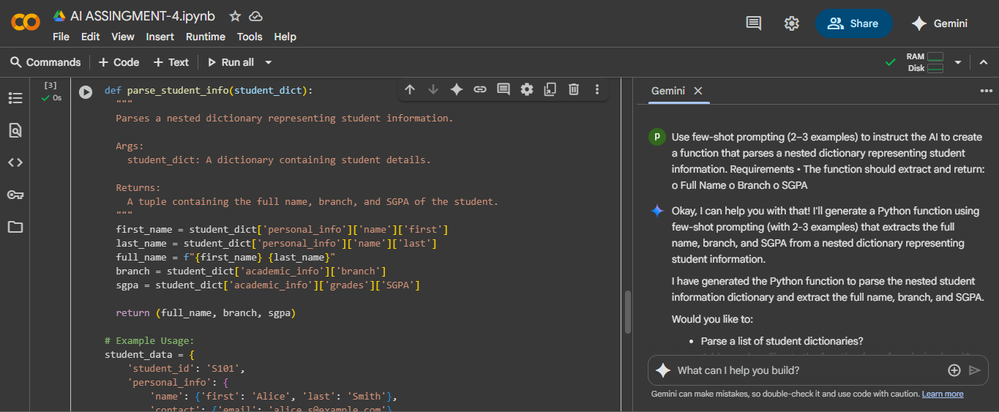 AI ASSINGMENT-4.ipynb
File Edit View Insert Runtime Tools Help
Share
Gemini
Commands + Code + Text Run all
RAM
Disk
[3]
0s
def parse_student_info(student_dict):
"""
Parses a nested dictionary representing student information.
Args:
student_dict: A dictionary containing student details.
Returns:
A tuple containing the full name, branch, and SGPA of the student.
"""
first_name = student_dict['personal_info']['name']['first']
last_name = student_dict['personal_info']['name']['last']
full_name = f"{first_name} {last_name}"
branch = student_dict['academic_info']['branch']
sgpa = student_dict['academic_info']['grades']['SGPA']
return (full_name, branch, sgpa)
# Example Usage:
student_data = {
'student_id': 'S101',
'personal_info': {
'name': {'first': 'Alice', 'last': 'Smith'},
'contact': {'email': 'alice.s@example.com'}
Gemini
P
Use few-shot prompting (2–3 examples) to instruct the AI to create
a function that parses a nested dictionary representing student
information. Requirements • The function should extract and return:
o Full Name o Branch o SGPA
Okay, I can help you with that! I'll generate a Python function using
few-shot prompting (with 2-3 examples) that extracts the full
name, branch, and SGPA from a nested dictionary representing
student information.
I have generated the Python function to parse the nested student
information dictionary and extract the full name, branch, and SGPA.
Would you like to:
• Parse a list of student dictionaries?
What can I help you build?
Gemini can make mistakes, so double-check it and use code with caution. Learn more